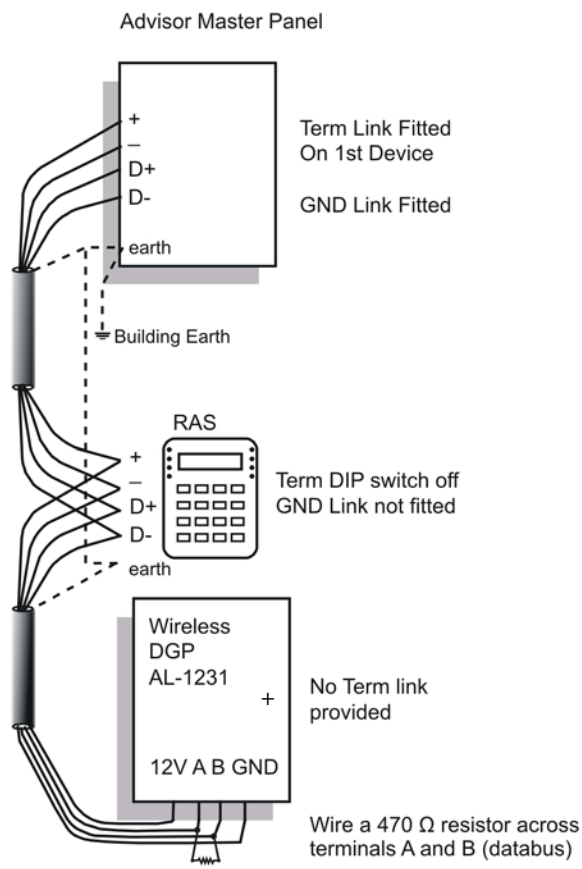 Advisor Master Panel
+
–
D+
D-
earth
Term Link Fitted
On 1st Device
GND Link Fitted
Building Earth
RAS
+
–
D+
D-
earth
Term DIP switch off
GND Link not fitted
Wireless
DGP
AL-1231
+
12V A B GND
No Term link
provided
Wire a 470 Ω resistor across
terminals A and B (databus)